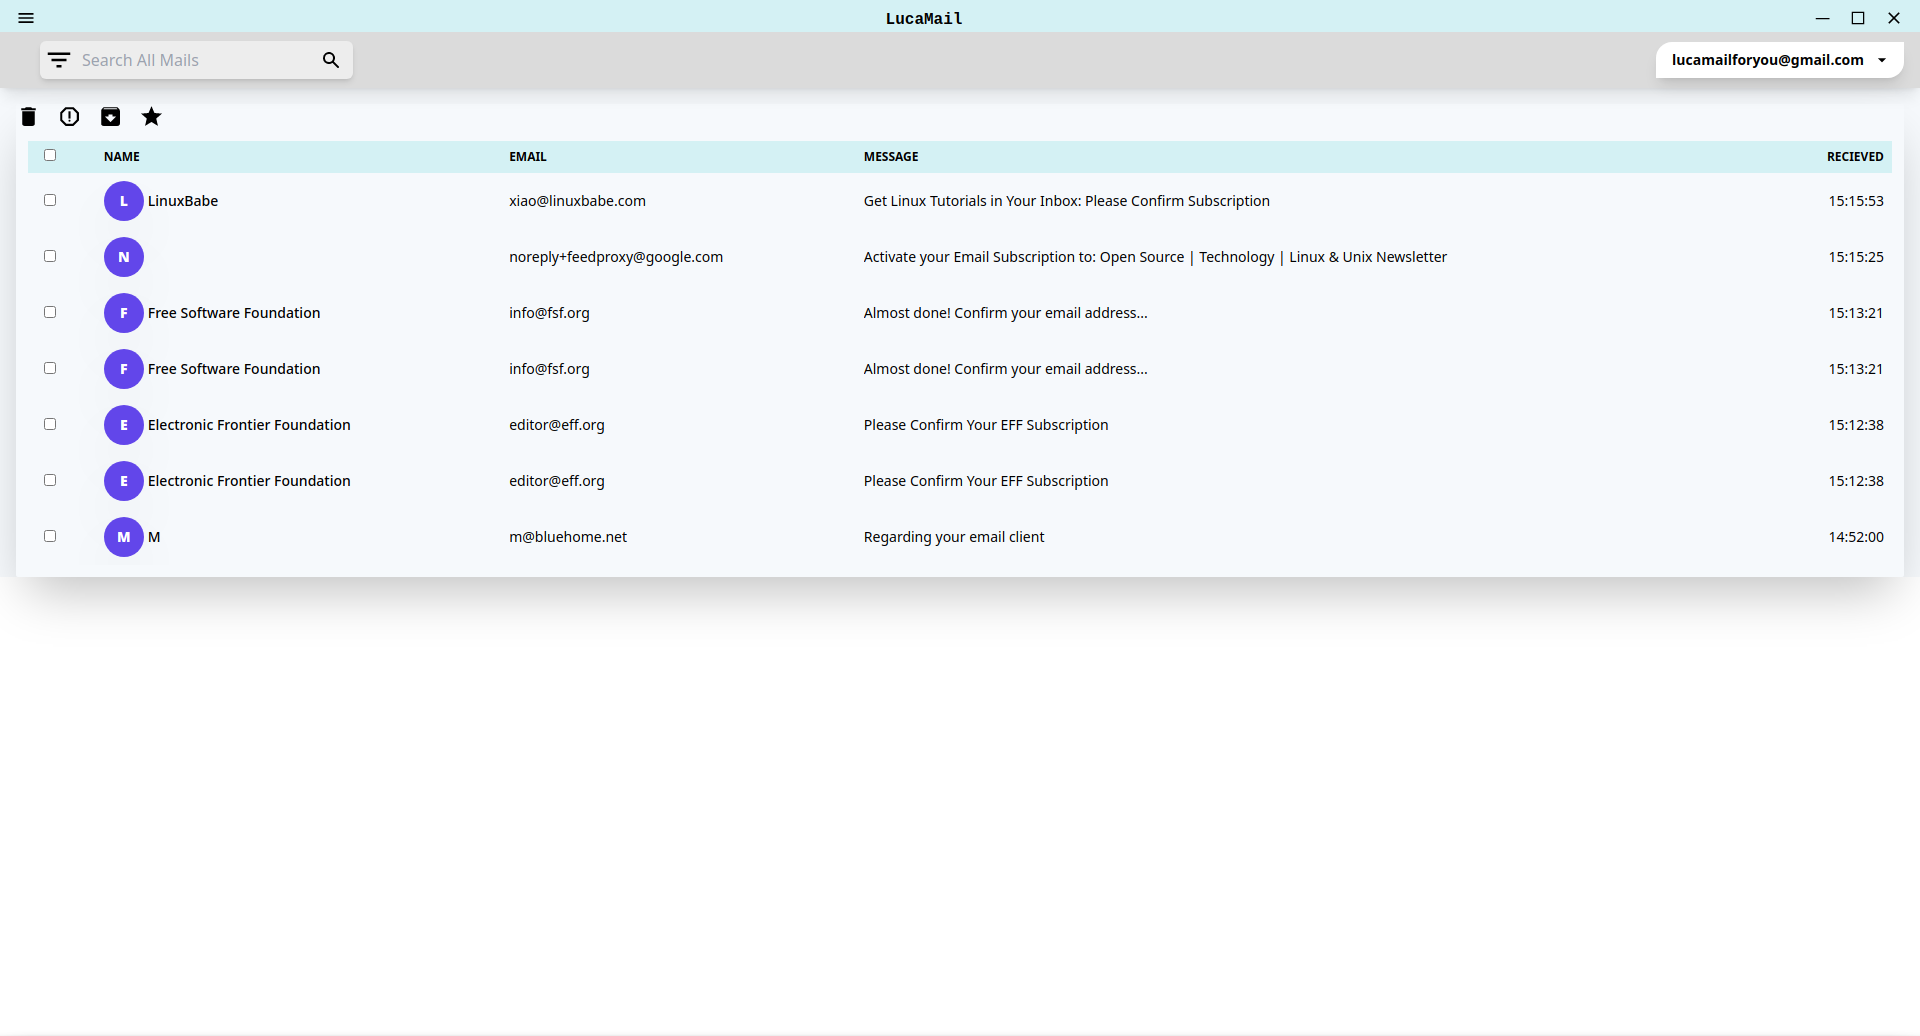 LucaMail
Search All Mails
lucamailforyou@gmail.com
NAME EMAIL MESSAGE RECIEVED
L LinuxBabe xiao@linuxbabe.com Get Linux Tutorials in Your Inbox: Please Confirm Subscription 15:15:53
N noreply+feedproxy@google.com Activate your Email Subscription to: Open Source | Technology | Linux & Unix Newsletter 15:15:25
F Free Software Foundation info@fsf.org Almost done! Confirm your email address... 15:13:21
F Free Software Foundation info@fsf.org Almost done! Confirm your email address... 15:13:21
E Electronic Frontier Foundation editor@eff.org Please Confirm Your EFF Subscription 15:12:38
E Electronic Frontier Foundation editor@eff.org Please Confirm Your EFF Subscription 15:12:38
M M m@bluehome.net Regarding your email client 14:52:00